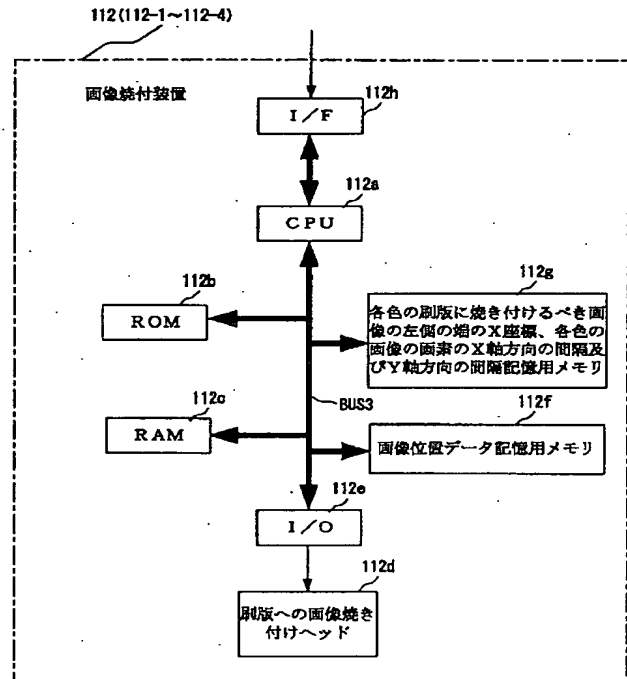 112(112-1〜112-4)
画像焼付装置
112h
I/F
112a
CPU
112b
ROM
112g
各色の刷版に焼き付けるべき画
像の左側の端のX座標、各色の
画像の画素のX軸方向の間隔及
びY軸方向の間隔記憶用メモリ
BUS3
112c
RAM
112f
画像位置データ記憶用メモリ
112e
I/O
112d
刷版への画像焼き
付けヘッド